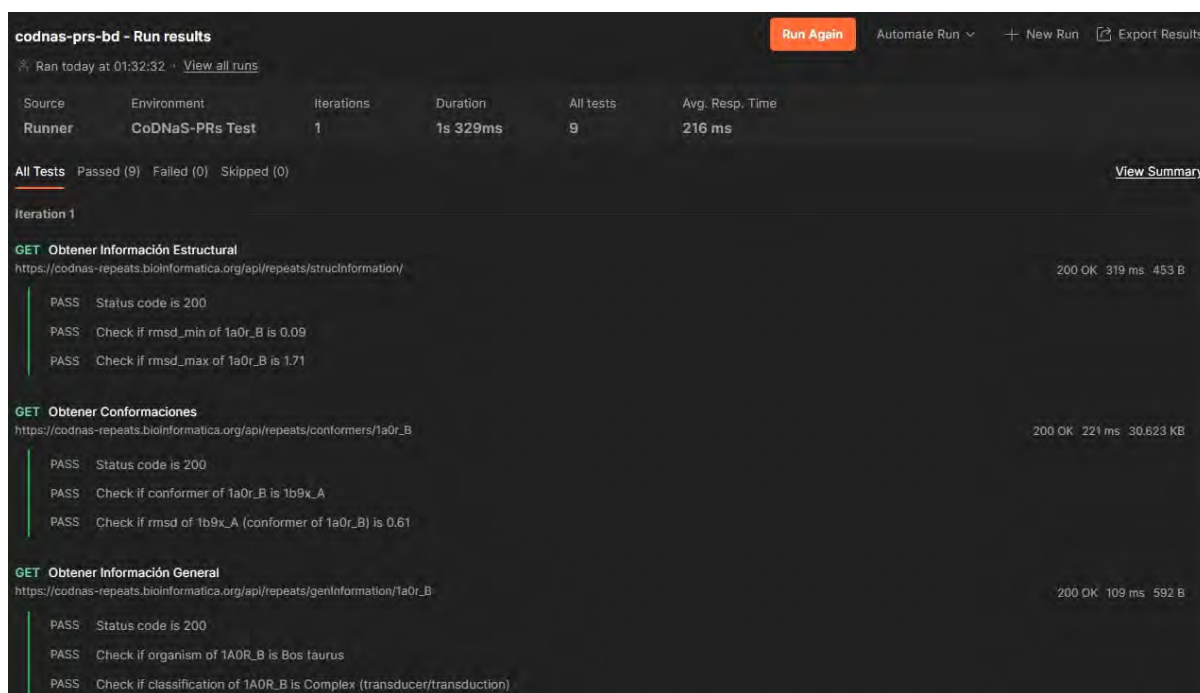 codnas-prs-bd - Run results
Run Again
Automate Run
New Run
Export Results
Ran today at 01:32:32 · View all runs
Source Environment Iterations Duration All tests Avg. Resp. Time
Runner CoDNaS-PRs Test 1 1s 329ms 9 216 ms
All Tests Passed (9) Failed (0) Skipped (0) View Summary
Iteration 1
GET Obtener Información Estructural
https://codnas-repeats.bioinformatica.org/api/repeats/strucInformation/ 200 OK 319 ms 453 B
PASS Status code is 200
PASS Check if rmsd_min of 1a0r_B is 0.09
PASS Check if rmsd_max of 1a0r_B is 1.71
GET Obtener Conformaciones
https://codnas-repeats.bioinformatica.org/api/repeats/conformers/1a0r_B 200 OK 221 ms 30.623 KB
PASS Status code is 200
PASS Check if conformer of 1a0r_B is 1b9x_A
PASS Check if rmsd of 1b9x_A (conformer of 1a0r_B) is 0.61
GET Obtener Información General
https://codnas-repeats.bioinformatica.org/api/repeats/genInformation/1a0r_B 200 OK 109 ms 592 B
PASS Status code is 200
PASS Check if organism of 1A0R_B is Bos taurus
PASS Check if classification of 1A0R_B is Complex (transducer/transduction)